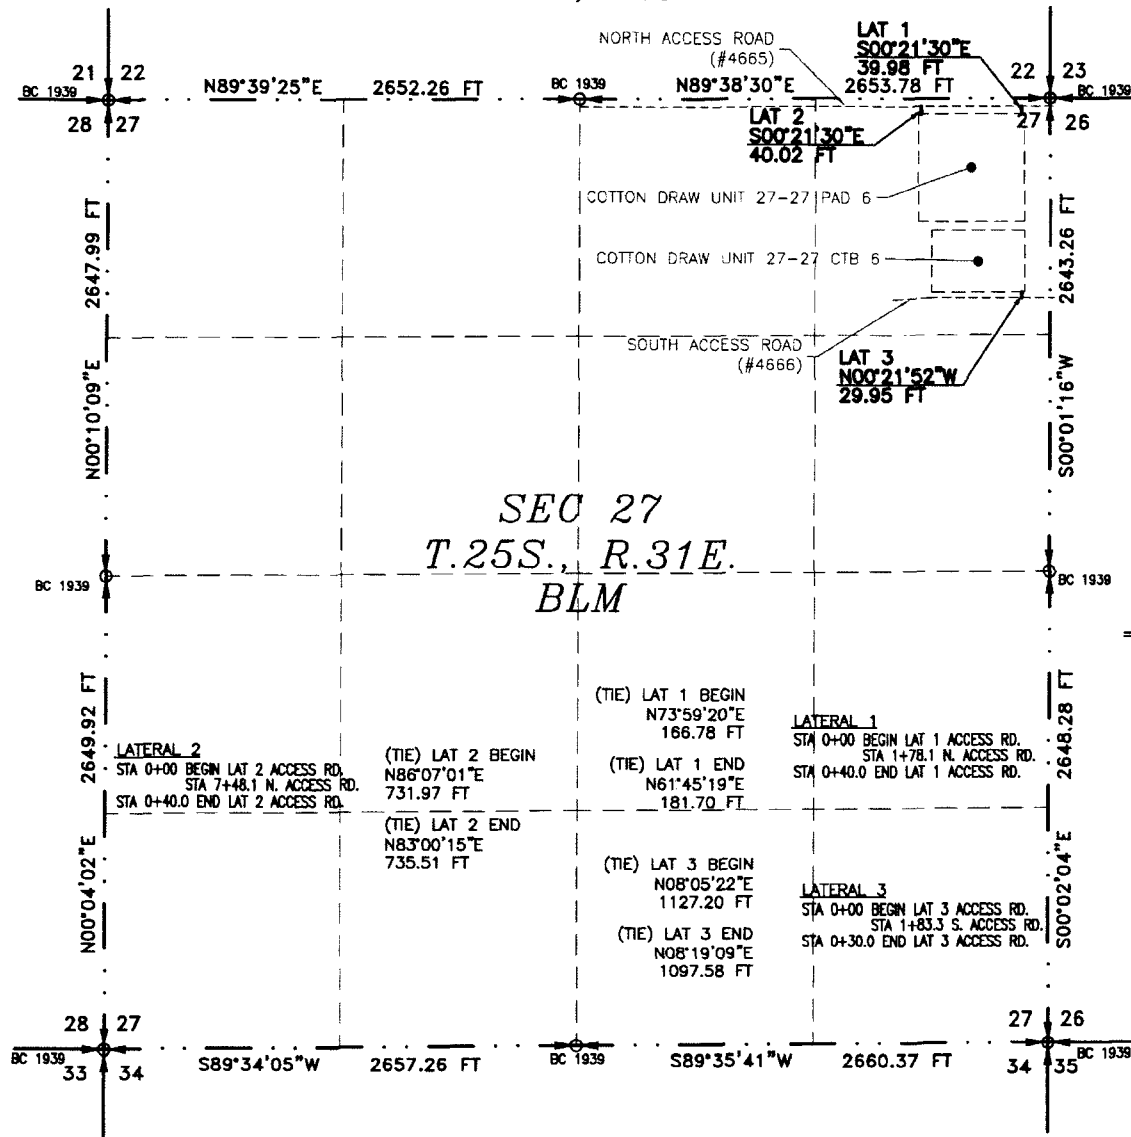 NORTH ACCESS ROAD
(#4665)
LAT 1
S00°21'30"E
39.98 FT
21 22
22 23
BC 1939
N89°39'25"E 2652.26 FT
BC 1939
N89°38'30"E 2653.78 FT
BC 1939
28 27
27 26
LAT 2
S00°21'30"E
40.02 FT
COTTON DRAW UNIT 27-27 PAD 6
COTTON DRAW UNIT 27-27 CTB 6
2647.99 FT
2643.26 FT
SOUTH ACCESS ROAD
(#4666)
LAT 3
N00°21'52"W
29.95 FT
N00°10'09"E
S00°01'16"W
SEC 27
T.25S., R.31E.
BLM
BC 1939
BC 1939
2649.92 FT
2648.28 FT
LATERAL 2
STA 0+00 BEGIN LAT 2 ACCESS RD.
STA 7+48.1 N. ACCESS RD.
STA 0+40.0 END LAT 2 ACCESS RD.
(TIE) LAT 2 BEGIN
N86°07'01"E
731.97 FT
(TIE) LAT 2 END
N83°00'15"E
735.51 FT
(TIE) LAT 1 BEGIN
N73°59'20"E
166.78 FT
(TIE) LAT 1 END
N61°45'19"E
181.70 FT
LATERAL 1
STA 0+00 BEGIN LAT 1 ACCESS RD.
STA 1+78.1 N. ACCESS RD.
STA 0+40.0 END LAT 1 ACCESS RD.
(TIE) LAT 3 BEGIN
N08°05'22"E
1127.20 FT
(TIE) LAT 3 END
N08°19'09"E
1097.58 FT
LATERAL 3
STA 0+00 BEGIN LAT 3 ACCESS RD.
STA 1+83.3 S. ACCESS RD.
STA 0+30.0 END LAT 3 ACCESS RD.
N00°04'02"E
S00°02'04"E
28 27
27 26
BC 1939
S89°34'05"W 2657.26 FT
BC 1939
S89°35'41"W 2660.37 FT
BC 1939
33 34
34 35